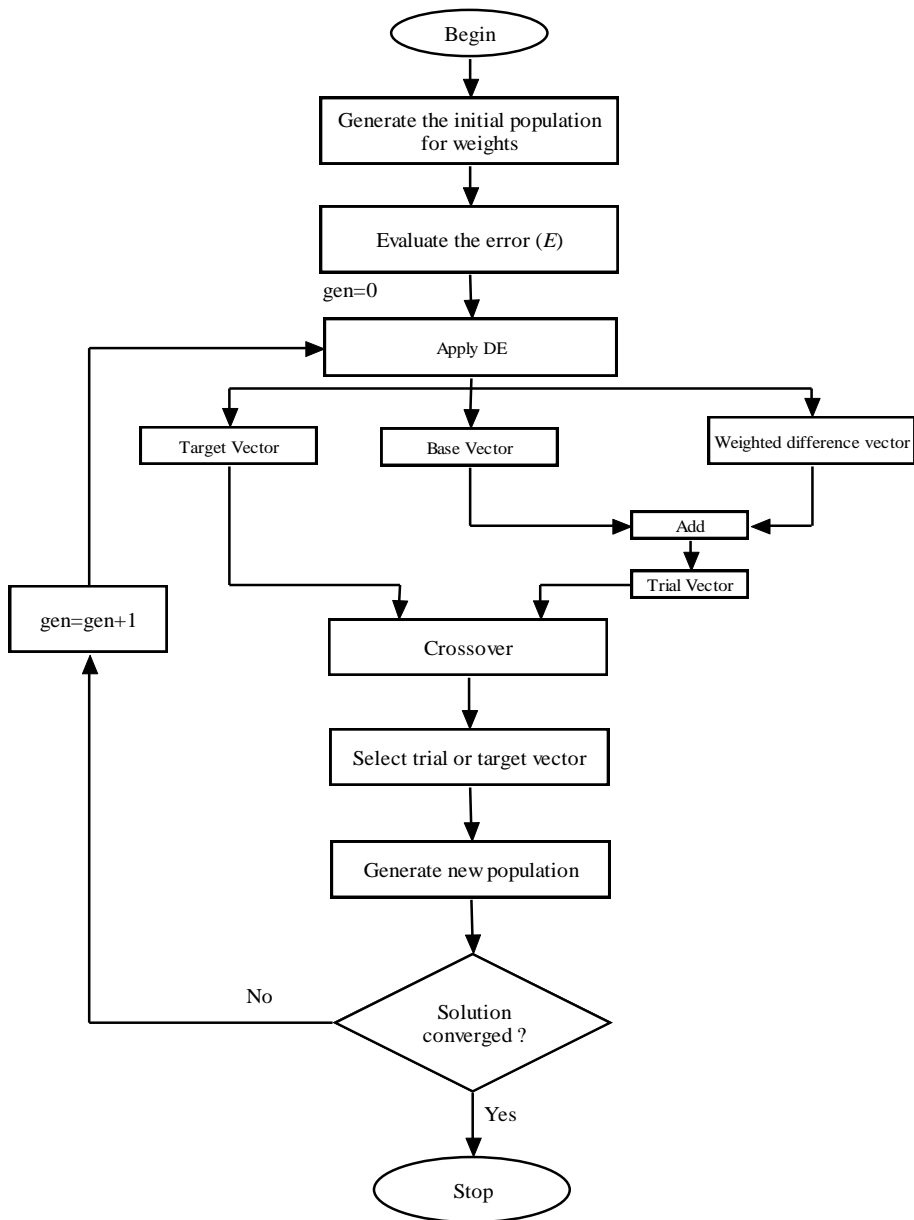 Begin
Generate the initial population
for weights
Evaluate the error (E)
gen=0
Apply DE
Target Vector
Base Vector
Weighted difference vector
Add
Trial Vector
gen=gen+1
Crossover
Select trial or target vector
Generate new population
No
Solution
converged ?
Yes
Stop